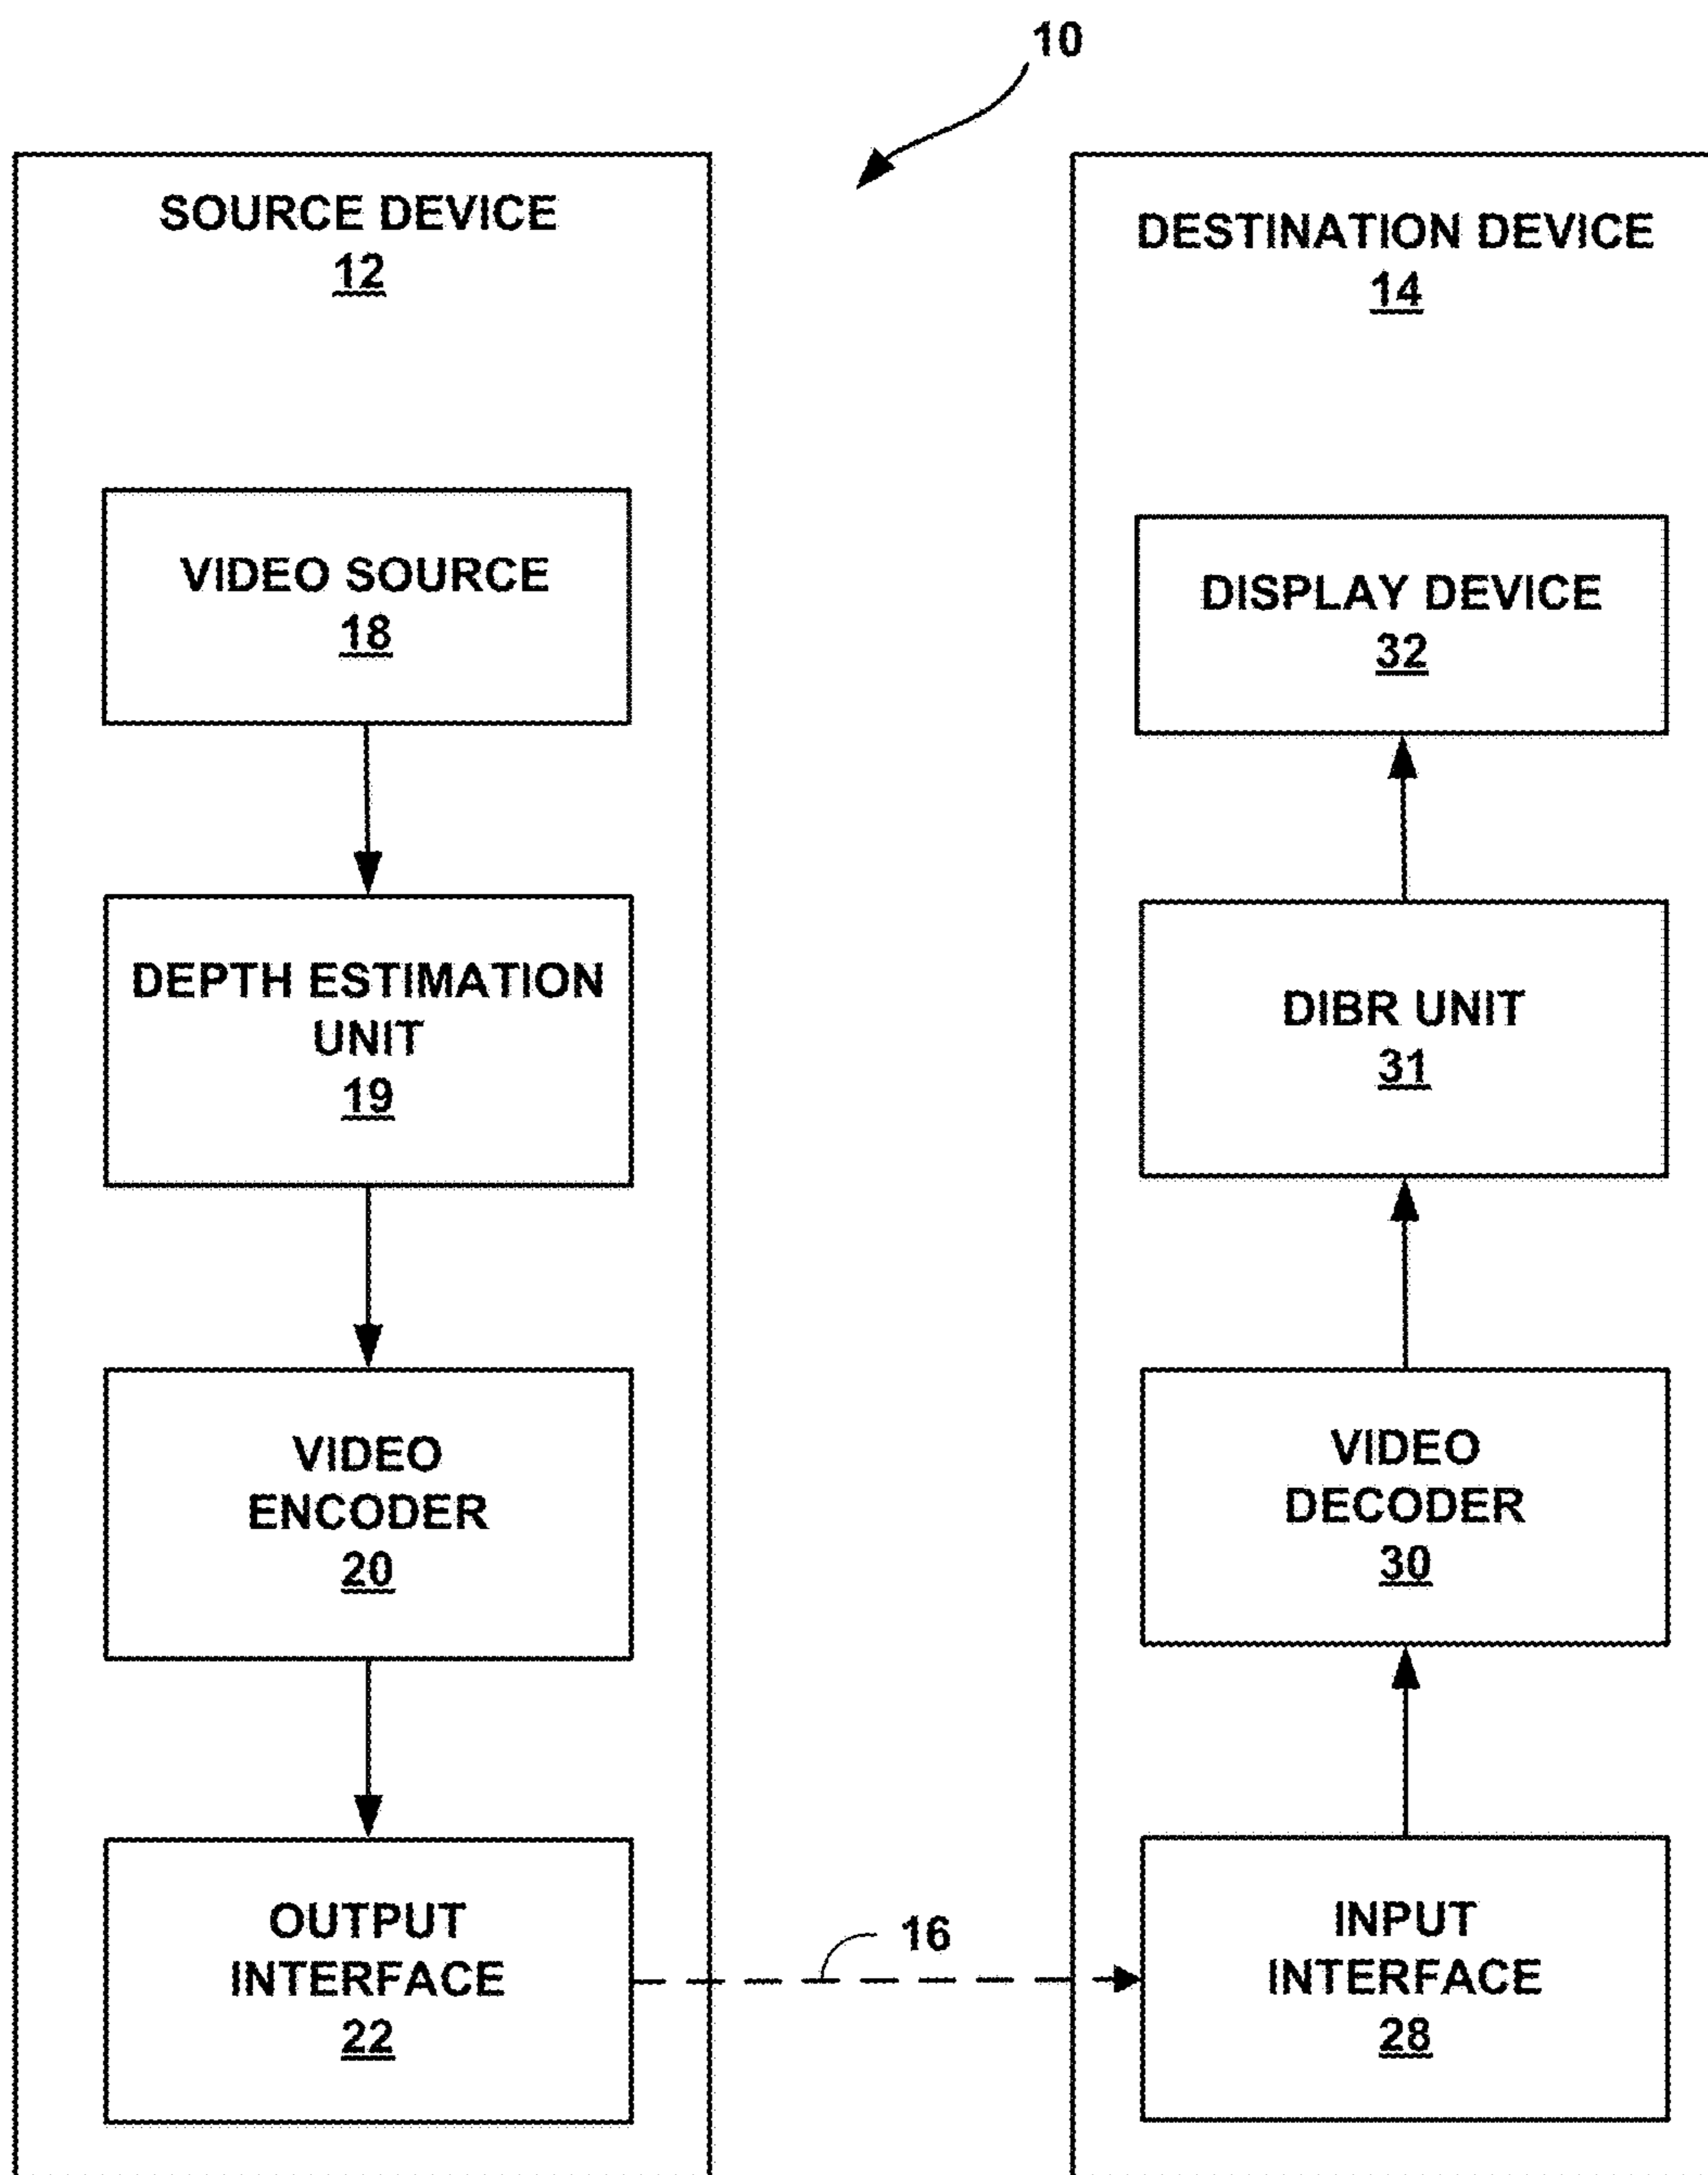 10
SOURCE DEVICE
12
VIDEO SOURCE
18
DEPTH ESTIMATION
UNIT
19
VIDEO
ENCODER
20
OUTPUT
INTERFACE
22
16
DESTINATION DEVICE
14
DISPLAY DEVICE
32
DIBR UNIT
31
VIDEO
DECODER
30
INPUT
INTERFACE
28